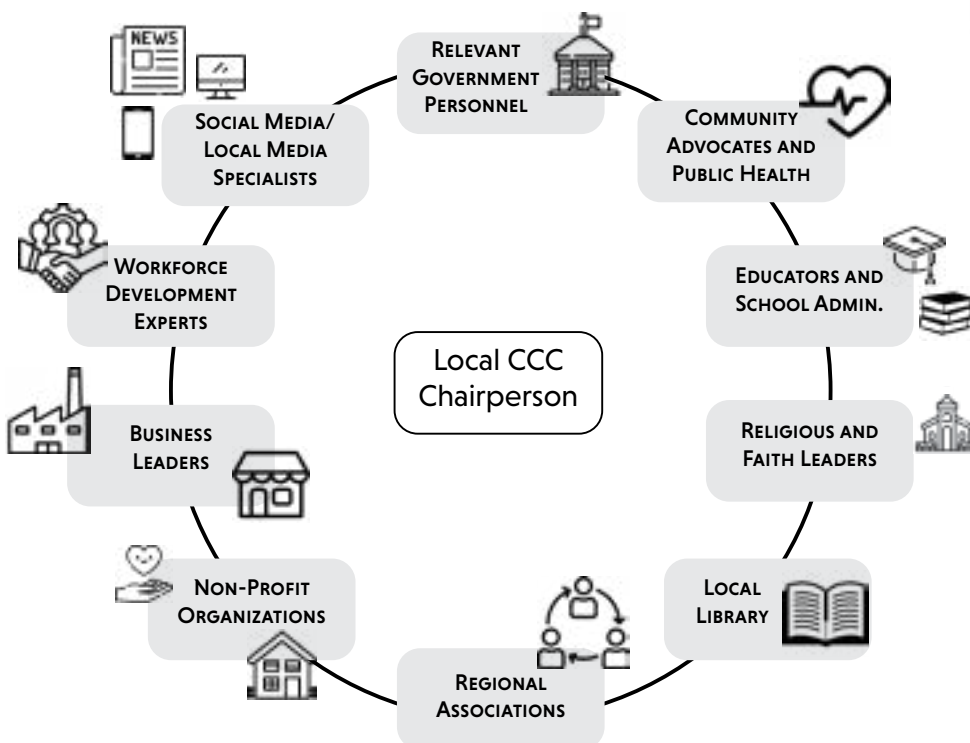 NEWS
RELEVANT
GOVERNMENT
PERSONNEL
COMMUNITY
ADVOCATES AND
PUBLIC HEALTH
EDUCATORS AND
SCHOOL ADMIN.
RELIGIOUS AND
FAITH LEADERS
LOCAL
LIBRARY
REGIONAL
ASSOCIATIONS
NON-PROFIT
ORGANIZATIONS
BUSINESS
LEADERS
WORKFORCE
DEVELOPMENT
EXPERTS
SOCIAL MEDIA/
LOCAL MEDIA
SPECIALISTS
Local CCC
Chairperson